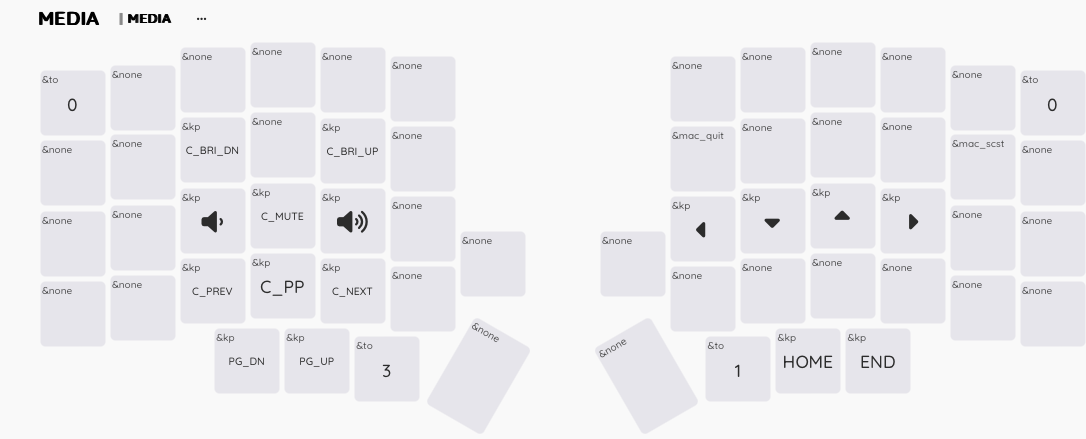 MEDIA MEDIA ...
&none &none &none &none &none &none &none &none
&to &none &none &to
0 0
&kp &none &kp &none &mac_quit &none &none &none &mac_scst
&none &none C_BRI_DN C_BRI_UP &none
&kp &kp &kp &none &kp &kp &kp &kp
&none &none C_MUTE &none &none
&none &none
&kp &kp &kp &none &none &none &none &none
&none &none C_PREV C_PP C_NEXT &none &none
&kp &kp &to &none &none &to &kp &kp
PG_DN PG_UP 3 1 HOME END